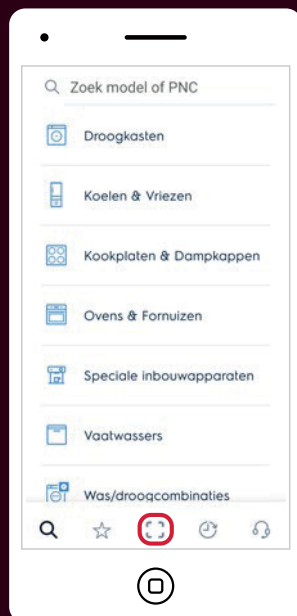 Zoek model of PNC
Droogkasten
Koelen & Vriezen
Kookplaten & Dampkappen
Ovens & Fornuizen
Speciale inbouwapparaten
Vaatwassers
Was/droogcombinaties